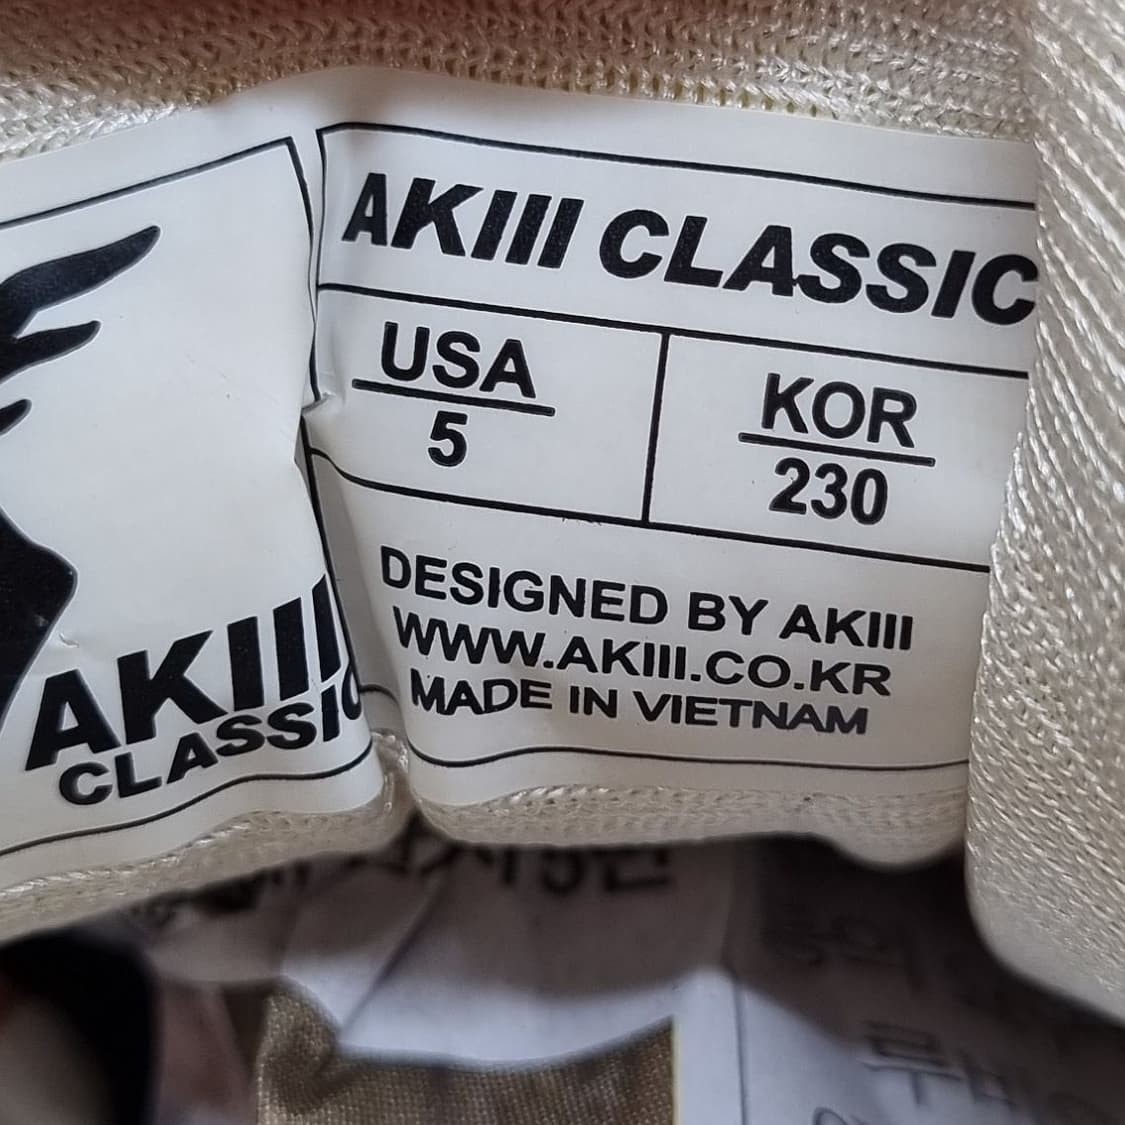 AKIII
CLASSIC
AKIII CLASSIC
USA
5
KOR
230
DESIGNED BY AKIII
WWW.AKIII.CO.KR
MADE IN VIETNAM